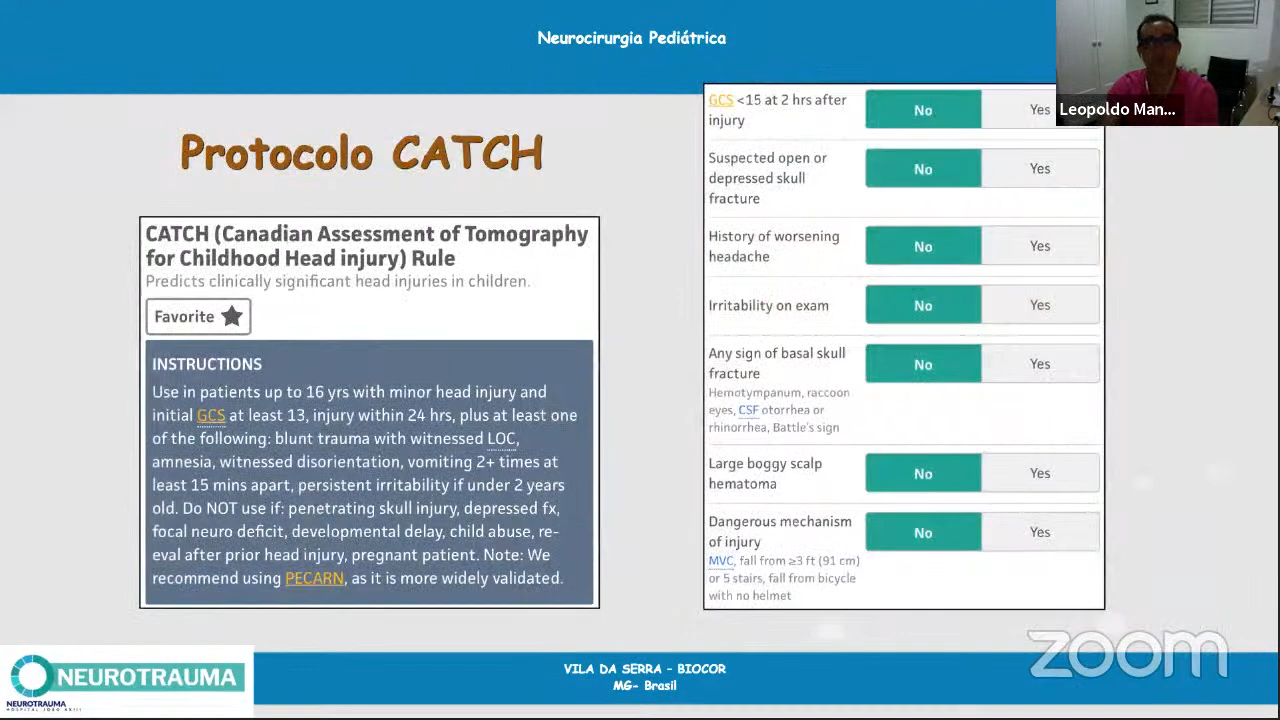 Neurocirurgia Pediátrica
Leopoldo Man...
Protocolo CATCH
CATCH (Canadian Assessment of Tomography
for Childhood Head injury) Rule
Predicts clinically significant head injuries in children.
Favorite
INSTRUCTIONS
Use in patients up to 16 yrs with minor head injury and
initial GCS at least 13, injury within 24 hrs, plus at least one
of the following: blunt trauma with witnessed LOC,
amnesia, witnessed disorientation, vomiting 2+ times at
least 15 mins apart, persistent irritability if under 2 years
old. Do NOT use if: penetrating skull injury, depressed fx,
focal neuro deficit, developmental delay, child abuse, re-
eval after prior head injury, pregnant patient. Note: We
recommend using PECARN, as it is more widely validated.
GCS <15 at 2 hrs after
injury
No Yes
Suspected open or
depressed skull
fracture
No Yes
History of worsening
headache
No Yes
Irritability on exam
No Yes
Any sign of basal skull
fracture
Hemotympanum, raccoon
eyes, CSF otorrhea or
rhinorrhea, Battle's sign
No Yes
Large boggy scalp
hematoma
No Yes
Dangerous mechanism
of injury
MVC, fall from ≥3 ft (91 cm)
or 5 stairs, fall from bicycle
with no helmet
No Yes
zoom
NEUROTRAUMA
NEUROTRAUMA
HOSPITAL JOÃO XXIII
VILA DA SERRA - BIOCOR
MG- Brasil